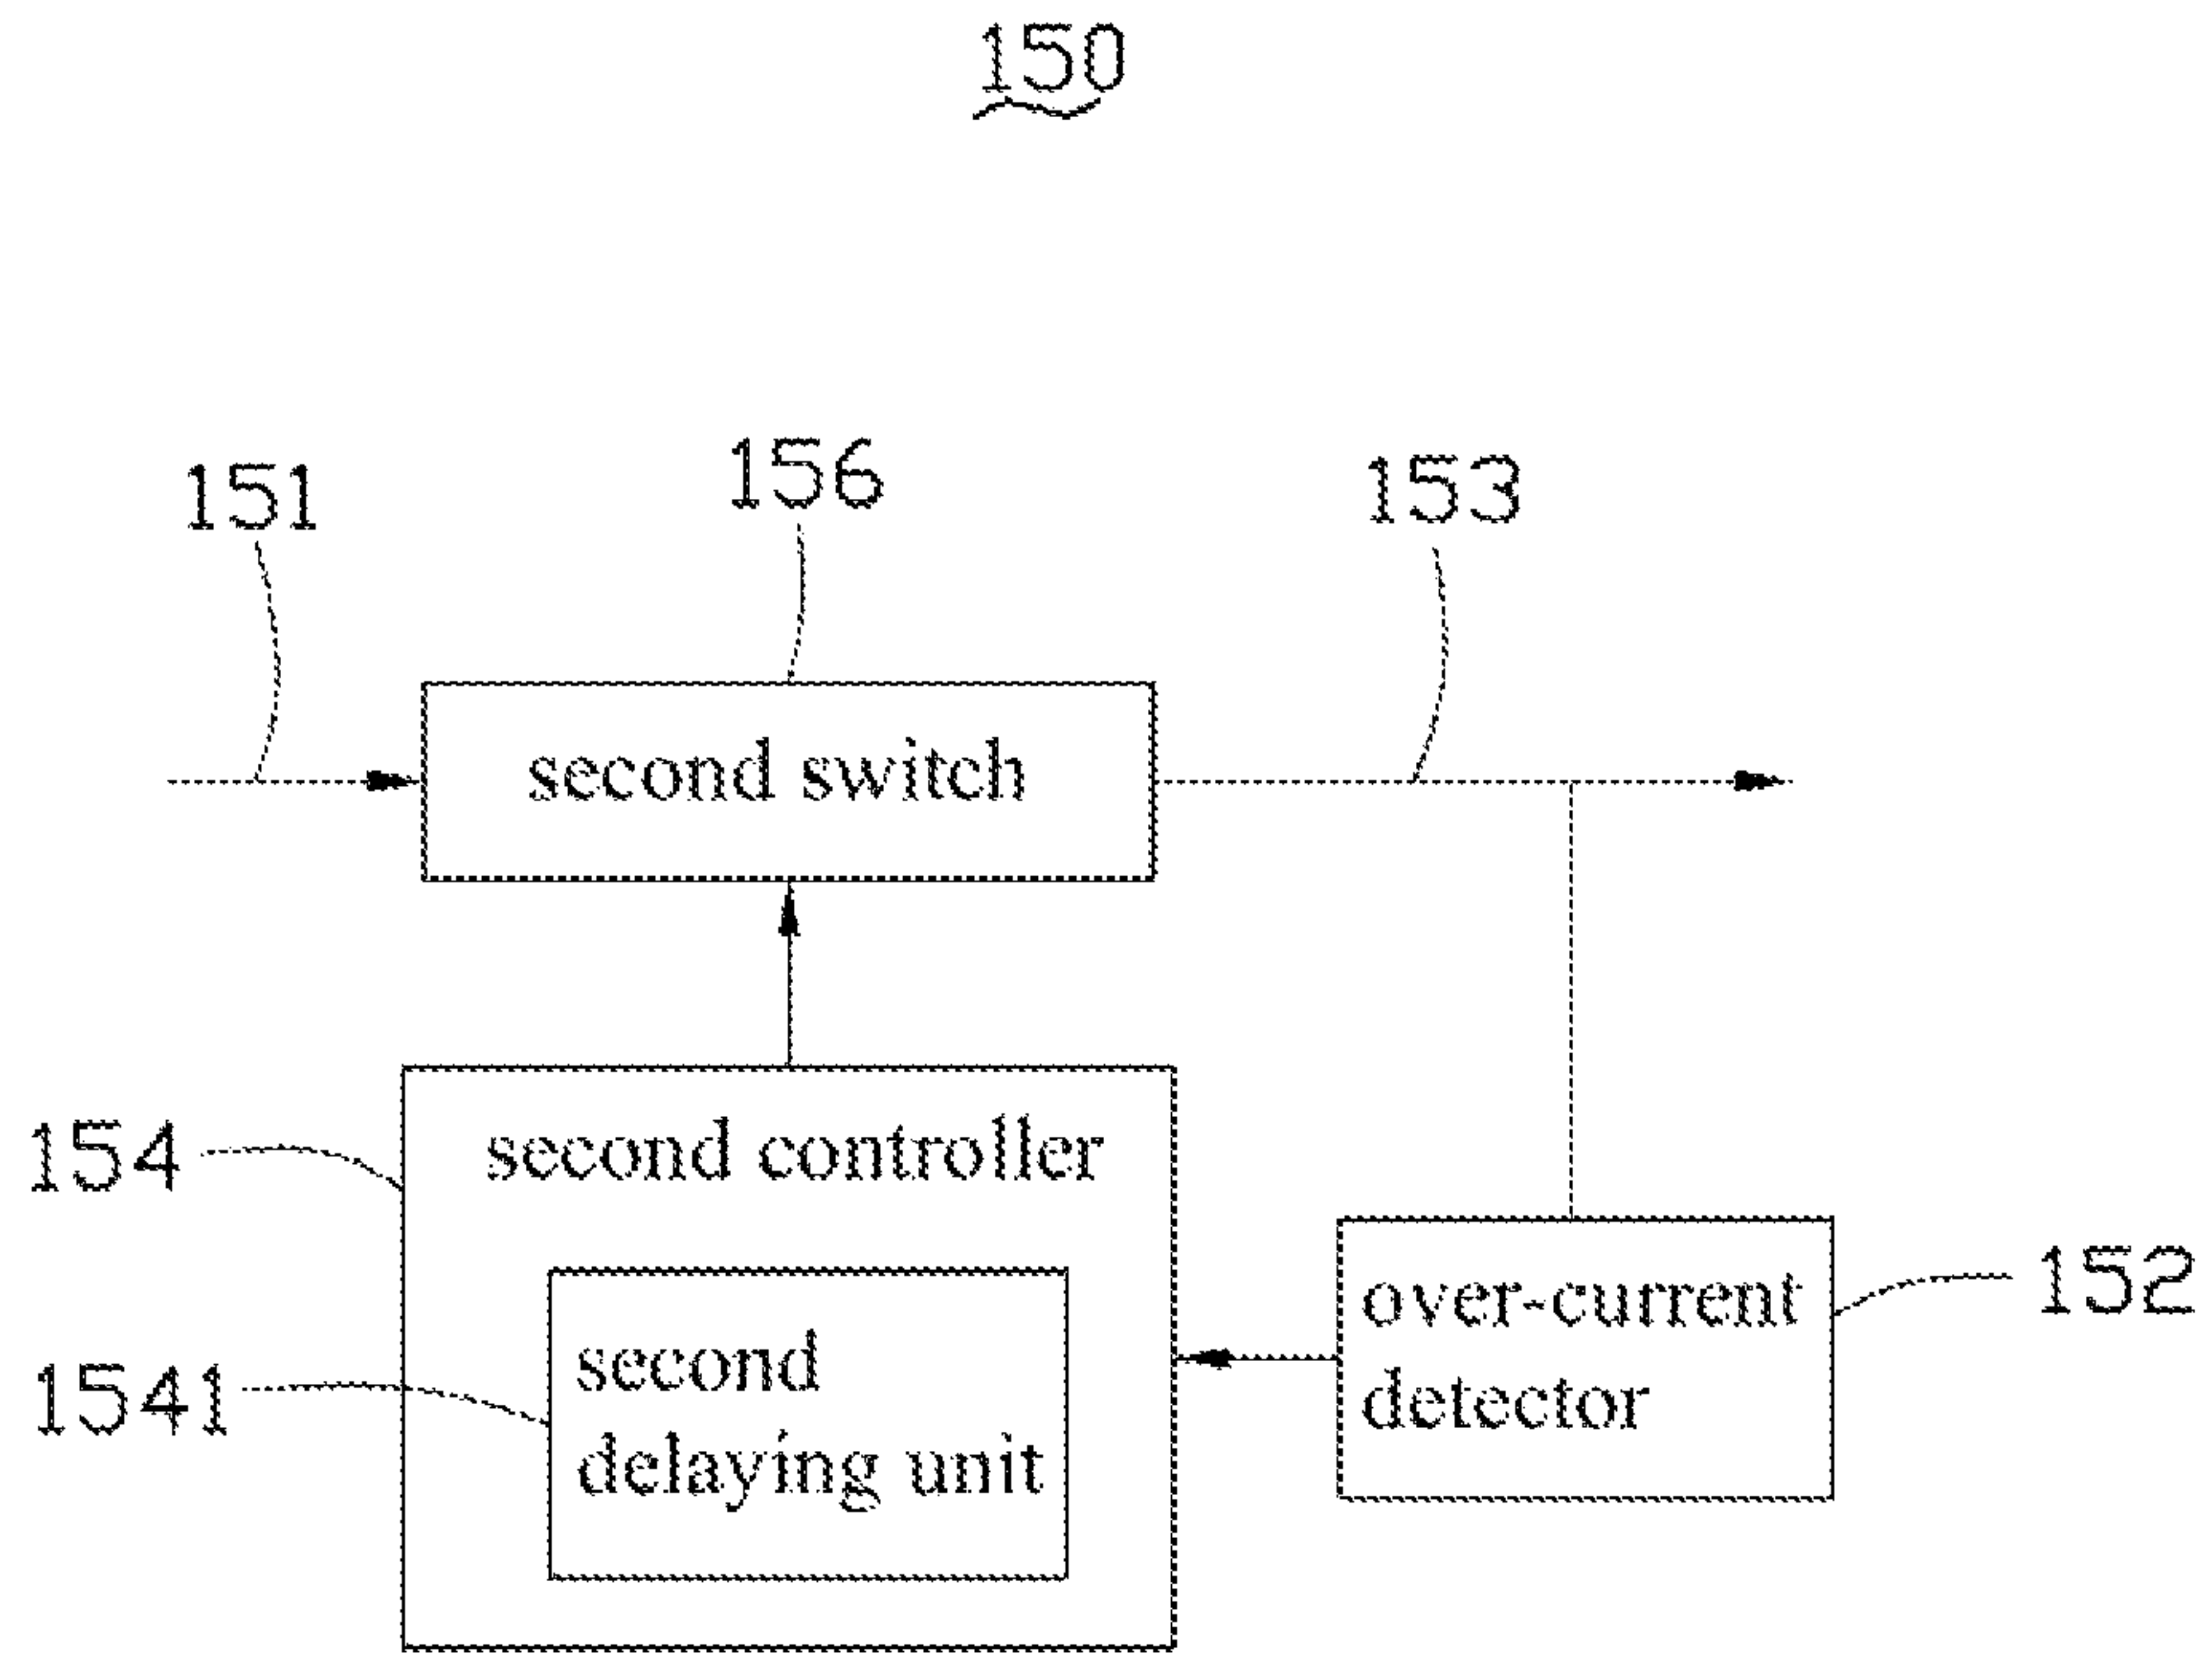 150
151
156
153
second switch
154
second controller
1541
second
delaying unit
over-current
detector
152